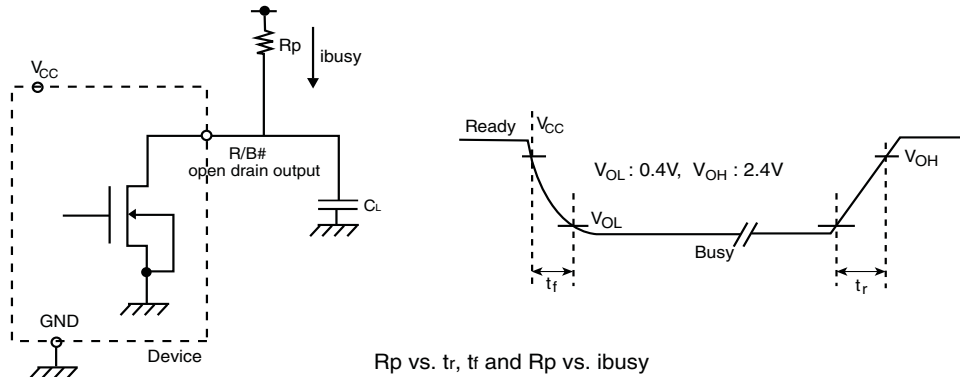 Rp
ibusy
VCC
R/B#
open drain output
CL
GND
Device
Ready
VCC
VOL : 0.4V, VOH : 2.4V
VOH
VOL
Busy
tf
tr
Rp vs. tr, tf and Rp vs. ibusy